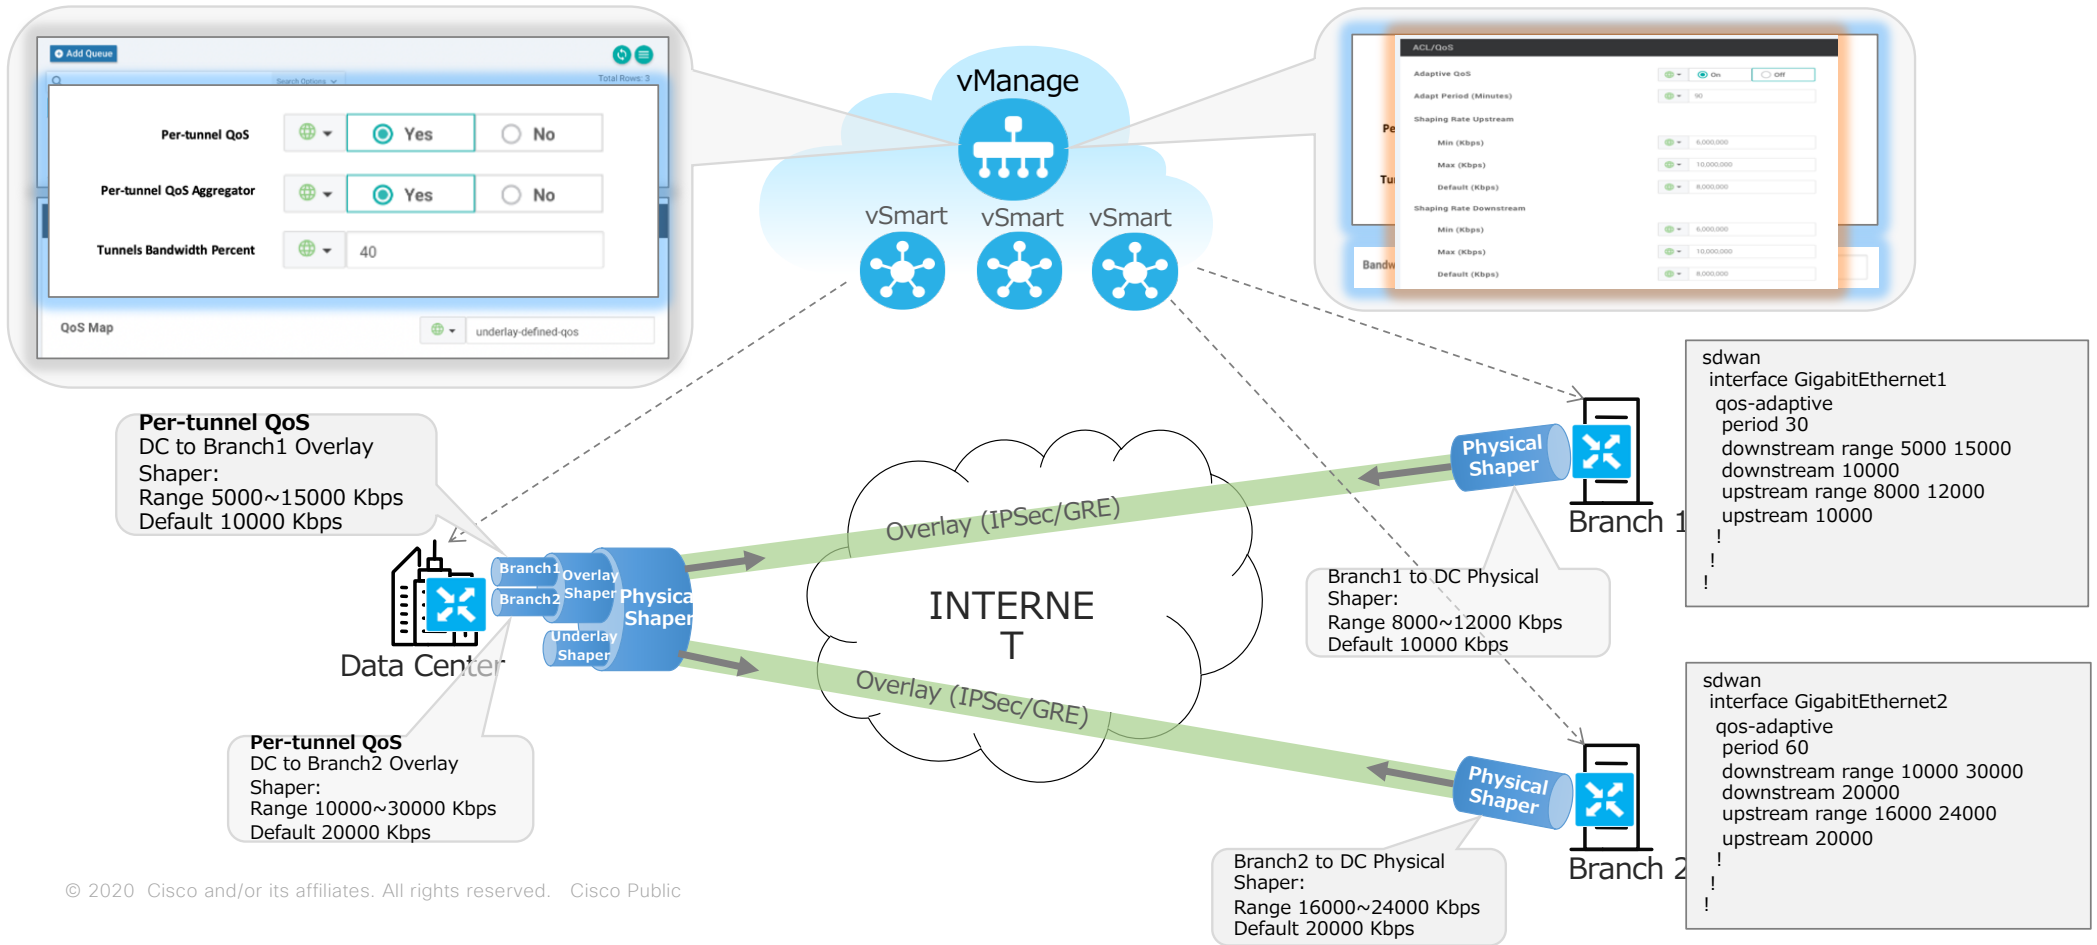 Add Queue
Search Options
Total Rows: 3
Per-tunnel QoS
Yes
No
Per-tunnel QoS Aggregator
Yes
No
Tunnels Bandwidth Percent
40
QoS Map
underlay-defined-qos
vManage
vSmart
vSmart
vSmart
ACL/QoS
Adaptive QoS
On
Off
Adapt Period (Minutes)
90
Shaping Rate Upstream
Min (Kbps)
6,000,000
Max (Kbps)
10,000,000
Default (Kbps)
8,000,000
Shaping Rate Downstream
Min (Kbps)
6,000,000
Max (Kbps)
10,000,000
Default (Kbps)
8,000,000
Pe
Tu
Bandw
sdwan
interface GigabitEthernet1
qos-adaptive
period 30
downstream range 5000 15000
downstream 10000
upstream range 8000 12000
upstream 10000
!
!
!
Per-tunnel QoS
DC to Branch1 Overlay
Shaper:
Range 5000~15000 Kbps
Default 10000 Kbps
Physical
Shaper
Branch 1
Overlay (IPSec/GRE)
Branch1
Branch2
Overlay
Shaper
Physica
Shaper
Underlay
Shaper
Data Center
INTERNE
T
Branch1 to DC Physical
Shaper:
Range 8000~12000 Kbps
Default 10000 Kbps
Overlay (IPSec/GRE)
Per-tunnel QoS
DC to Branch2 Overlay
Shaper:
Range 10000~30000 Kbps
Default 20000 Kbps
Physical
Shaper
Branch 2
sdwan
interface GigabitEthernet2
qos-adaptive
period 60
downstream range 10000 30000
downstream 20000
upstream range 16000 24000
upstream 20000
!
!
!
Branch2 to DC Physical
Shaper:
Range 16000~24000 Kbps
Default 20000 Kbps
© 2020 Cisco and/or its affiliates. All rights reserved. Cisco Public